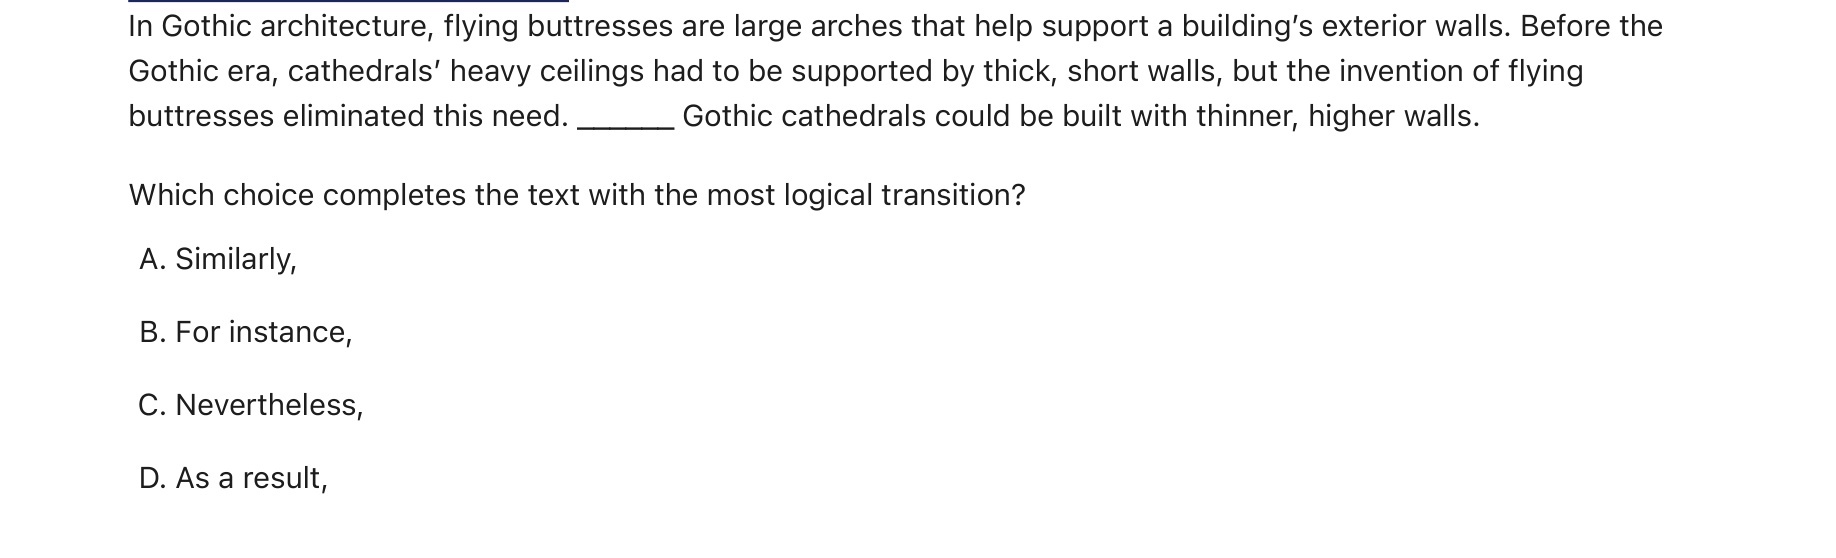 In Gothic architecture, flying buttresses are large arches that help support a building’s exterior walls. Before the
Gothic era, cathedrals’ heavy ceilings had to be supported by thick, short walls, but the invention of flying
buttresses eliminated this need. ______ Gothic cathedrals could be built with thinner, higher walls.
Which choice completes the text with the most logical transition?
A. Similarly,
B. For instance,
C. Nevertheless,
D. As a result,